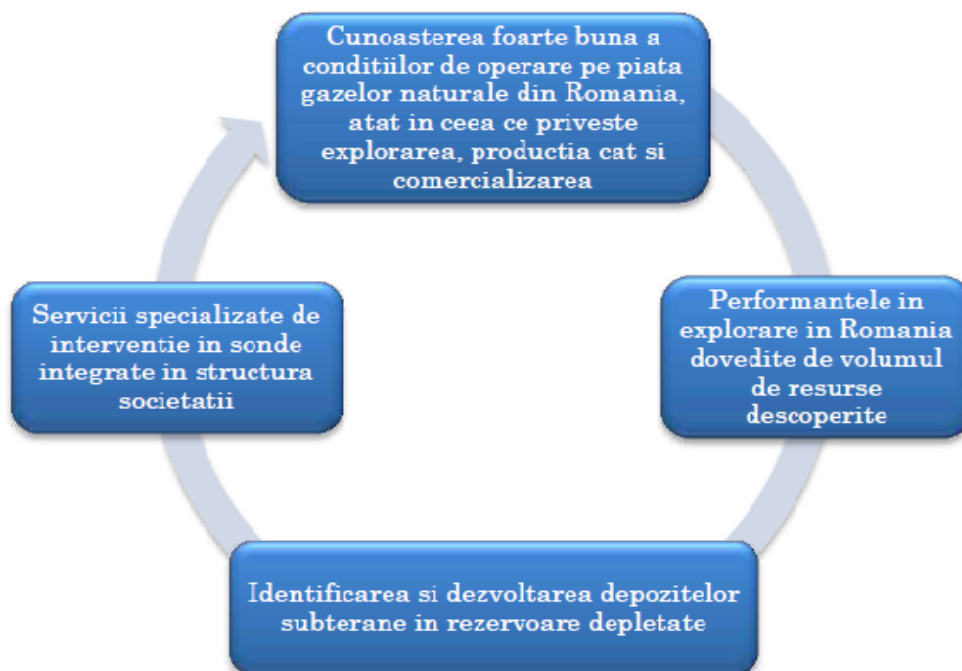 Cunoasterea foarte buna a
conditiilor de operare pe piata
gazelor naturale din Romania,
atat in ceea ce priveste
explorarea, productia cat si
comercializarea
Performantele in
explorare in Romania
dovedite de volumul
de resurse
descoperite
Identificarea si dezvoltarea depozitelor
subterane in rezervoare depletate
Servicii specializate de
interventie in sonde
integrate in structura
societatii